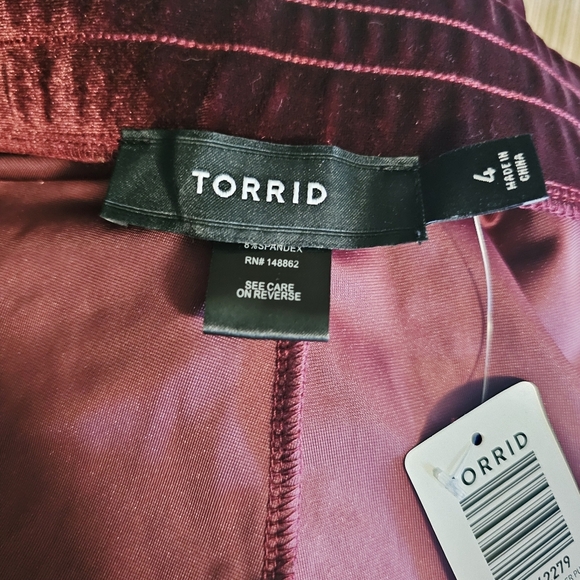 TORRID
4
MADE IN
CHINA
8%SPANDEX
RN# 148862
SEE CARE
ON REVERSE
TORRID
2279